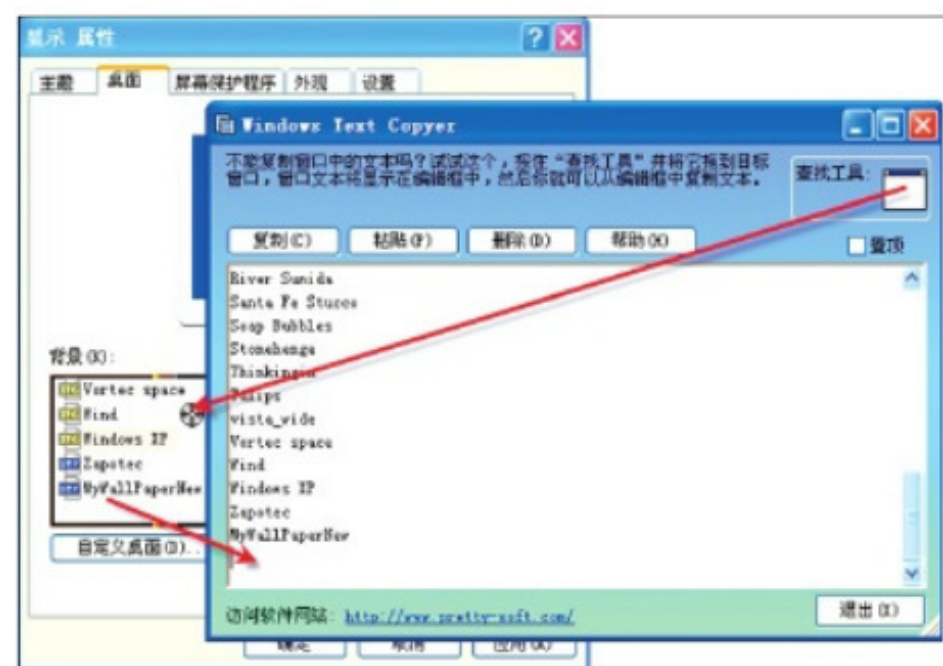 显示 属性
主题 桌面 屏幕保护程序 外观 设置
Windows Text Copyer
不能复制窗口中的文本吗?试试这个,按住“查找工具”并将它拖到目标
窗口,窗口文本将显示在编辑框中,然后你就可以从编辑框中复制文本。
查找工具:
复制(C) 粘贴(P) 删除(D) 帮助(H)
置顶
River Sumida
Santa Fe Stucco
Soap Bubbles
Stonehenge
Tulips
vista_wide
Vortec space
Wind
Windows XP
Zapotec
MyWallPaperNew
背景(K):
Vortec space
Wind
Windows XP
Zapotec
MyWallPaperNew
自定义桌面(D)..
访问软件网站: http://www.pretty-soft.com/
退出(X)
确定 取消 应用(A)